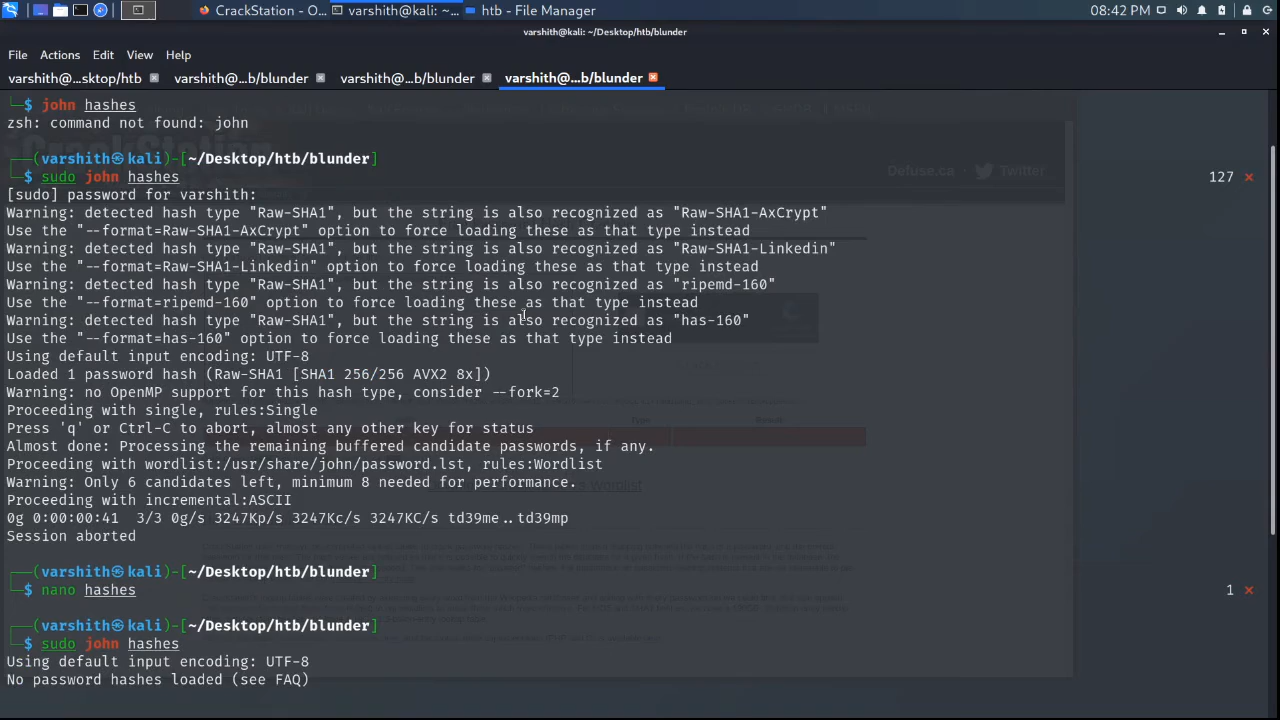 CrackStation - O...
varshith@kali: ~...
htb - File Manager
08:42 PM
varshith@kali: ~/Desktop/htb/blunder
File Actions Edit View Help
varshith@...sktop/htb
varshith@...b/blunder
varshith@...b/blunder
varshith@...b/blunder
└─$ john hashes
zsh: command not found: john
┌──(varshith㉿kali)-[~/Desktop/htb/blunder]
└─$ sudo john hashes 127 ⨯
[sudo] password for varshith:
Warning: detected hash type "Raw-SHA1", but the string is also recognized as "Raw-SHA1-AxCrypt"
Use the "--format=Raw-SHA1-AxCrypt" option to force loading these as that type instead
Warning: detected hash type "Raw-SHA1", but the string is also recognized as "Raw-SHA1-Linkedin"
Use the "--format=Raw-SHA1-Linkedin" option to force loading these as that type instead
Warning: detected hash type "Raw-SHA1", but the string is also recognized as "ripemd-160"
Use the "--format=ripemd-160" option to force loading these as that type instead
Warning: detected hash type "Raw-SHA1", but the string is also recognized as "has-160"
Use the "--format=has-160" option to force loading these as that type instead
Using default input encoding: UTF-8
Loaded 1 password hash (Raw-SHA1 [SHA1 256/256 AVX2 8x])
Warning: no OpenMP support for this hash type, consider --fork=2
Proceeding with single, rules:Single
Press 'q' or Ctrl-C to abort, almost any other key for status
Almost done: Processing the remaining buffered candidate passwords, if any.
Proceeding with wordlist:/usr/share/john/password.lst, rules:Wordlist
Warning: Only 6 candidates left, minimum 8 needed for performance.
Proceeding with incremental:ASCII
0g 0:00:00:41 3/3 0g/s 3247Kp/s 3247Kc/s 3247KC/s td39me..td39mp
Session aborted
┌──(varshith㉿kali)-[~/Desktop/htb/blunder]
└─$ nano hashes 1 ⨯
┌──(varshith㉿kali)-[~/Desktop/htb/blunder]
└─$ sudo john hashes
Using default input encoding: UTF-8
No password hashes loaded (see FAQ)
CrackStation
Defuse.ca · Twitter